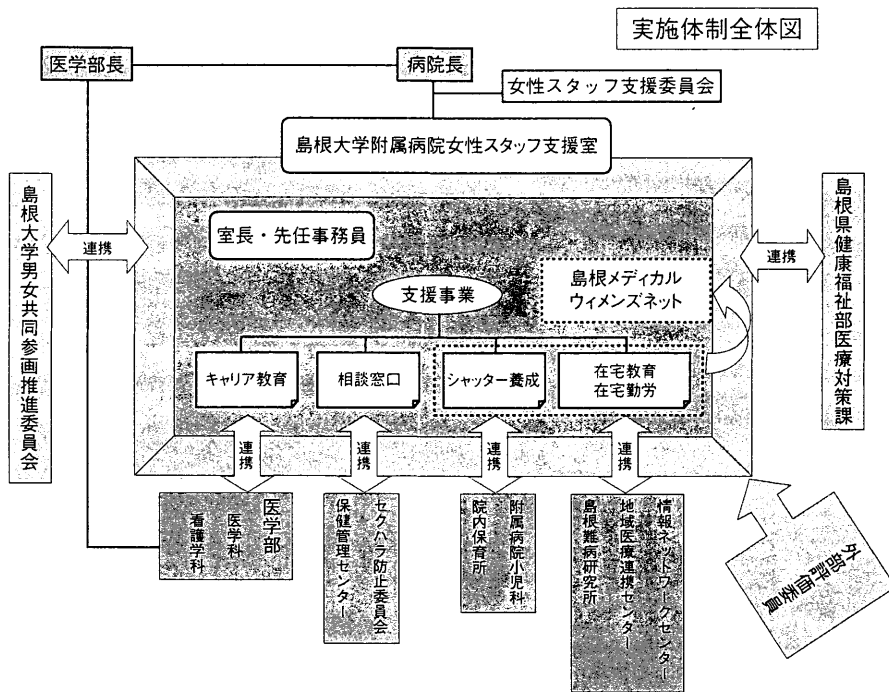 実施体制全体図
医学部長
病院長
女性スタッフ支援委員会
島根大学附属病院女性スタッフ支援室
島根大学男女共同参画推進委員会
連携
室長・先任事務員
支援事業
島根メディカル
ウィメンズネット
連携
島根県健康福祉部医療対策課
キャリア教育
相談窓口
シャッター養成
在宅教育
在宅勤労
連携
連携
連携
連携
医学部
医学科
看護学科
セクハラ防止委員会
保健管理センター
附属病院小児科
院内保育所
情報ネットワークセンター
地域医療連携センター
島根難病研究所
外部評価委員